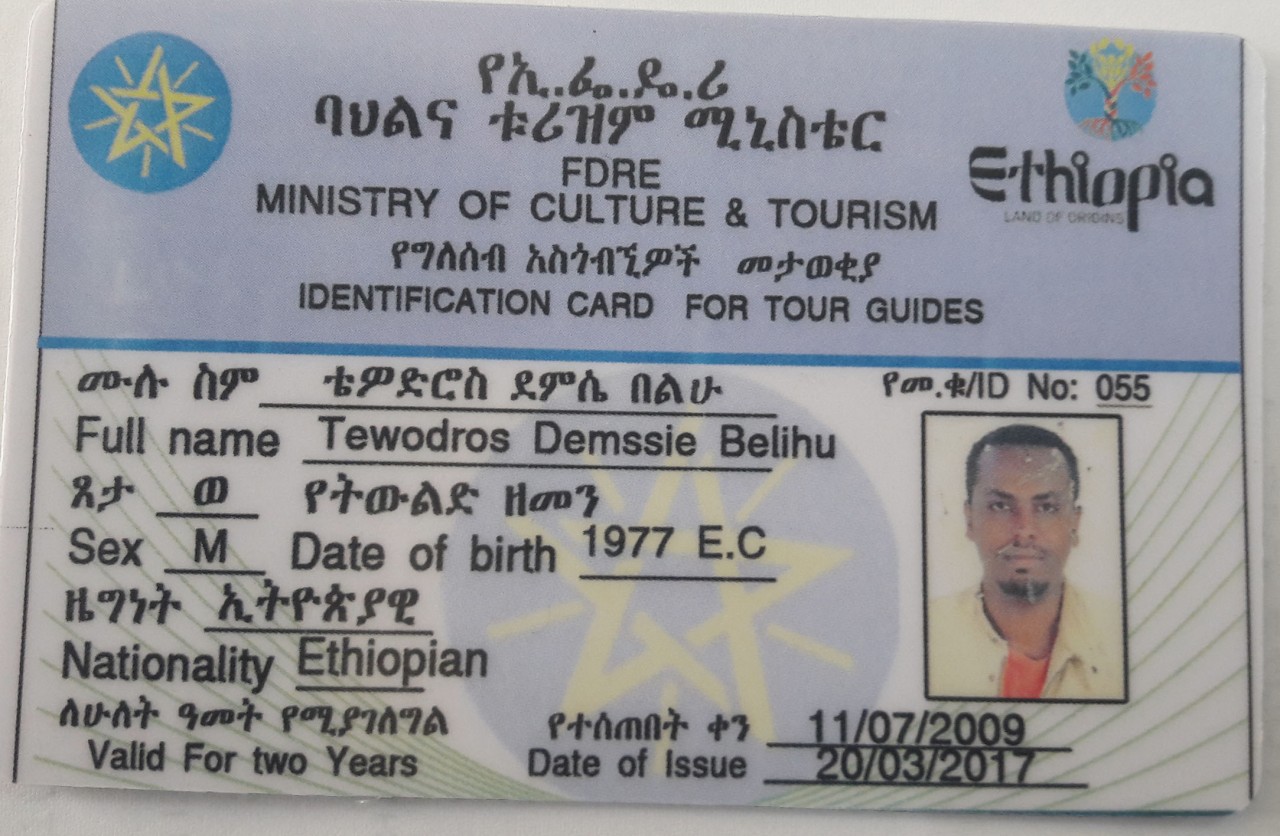 የኢ.ፌ.ዴ.ሪ
ባህልና ቱሪዝም ሚኒስቴር
FDRE
MINISTRY OF CULTURE & TOURISM
Ethiopia
LAND OF ORIGINS
የግለሰብ አስጎብኚዎች መታወቂያ
IDENTIFICATION CARD FOR TOUR GUIDES
ሙሉ ስም ቴዎድሮስ ደምሴ በልሁ
የመ.ቁ/ID No: 055
Full name Tewodros Demssie Belihu
ጾታ ወ የትውልድ ዘመን
Sex M Date of birth 1977 E.C
ዜግነት ኢትዮጵያዊ
Nationality Ethiopian
ለሁለት ዓመት የሚያገለግል የተሰጠበት ቀን 11/07/2009
Valid For two Years Date of Issue 20/03/2017